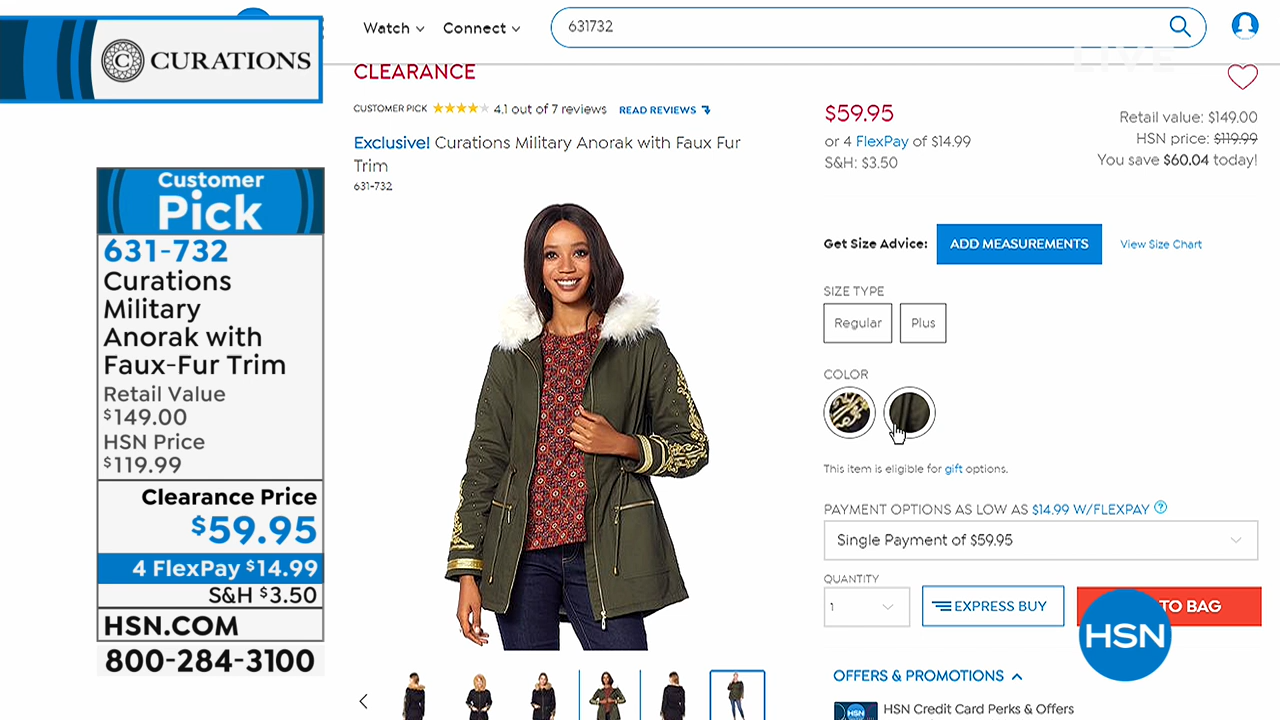 CURATIONS
Customer
Pick
631-732
Curations
Military
Anorak with
Faux-Fur Trim
Retail Value
$149.00
HSN Price
$119.99
Clearance Price
$59.95
4 FlexPay $14.99
S&H $3.50
HSN.COM
800-284-3100
Watch
Connect
631732
LIVE
CLEARANCE
CUSTOMER PICK 4.1 out of 7 reviews READ REVIEWS
Exclusive! Curations Military Anorak with Faux Fur
Trim
631-732
$59.95
or 4 FlexPay of $14.99
S&H: $3.50
Retail value: $149.00
HSN price: $119.99
You save $60.04 today!
Get Size Advice: ADD MEASUREMENTS View Size Chart
SIZE TYPE
Regular Plus
COLOR
This item is eligible for gift options.
PAYMENT OPTIONS AS LOW AS $14.99 W/FLEXPAY ?
Single Payment of $59.95
QUANTITY
1 EXPRESS BUY TO BAG
HSN
OFFERS & PROMOTIONS
HSN HSN Credit Card Perks & Offers